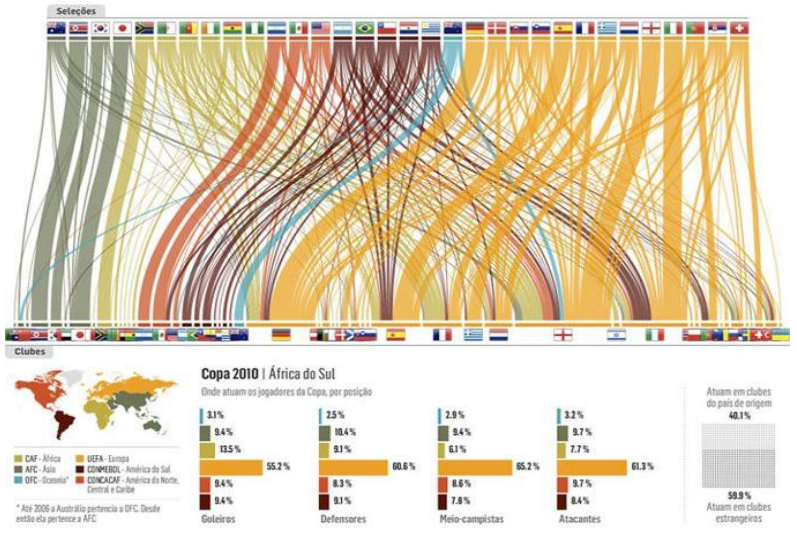 Seleções
Clubes
Copa 2010 | África do Sul
Onde atuam os jogadores da Copa, por posição
3.1%
9.4%
13.5%
55.2%
9.4%
9.4%
Goleiros
2.5%
10.4%
9.1%
60.6%
8.3%
9.1%
Defensores
2.9%
9.4%
6.1%
65.2%
8.6%
7.8%
Meio-campistas
3.2%
9.7%
7.7%
61.3%
9.7%
8.4%
Atacantes
Atuam em clubes
do país de origem
40.1%
59.9%
Atuam em clubes
estrangeiros
CAF - África
AFC - Ásia
OFC - Oceania*
UEFA - Europa
CONMEBOL - América do Sul
CONCACAF - América do Norte,
Central e Caribe
* Até 2006 a Austrália pertencia a OFC. Desde
então ela pertence a AFC